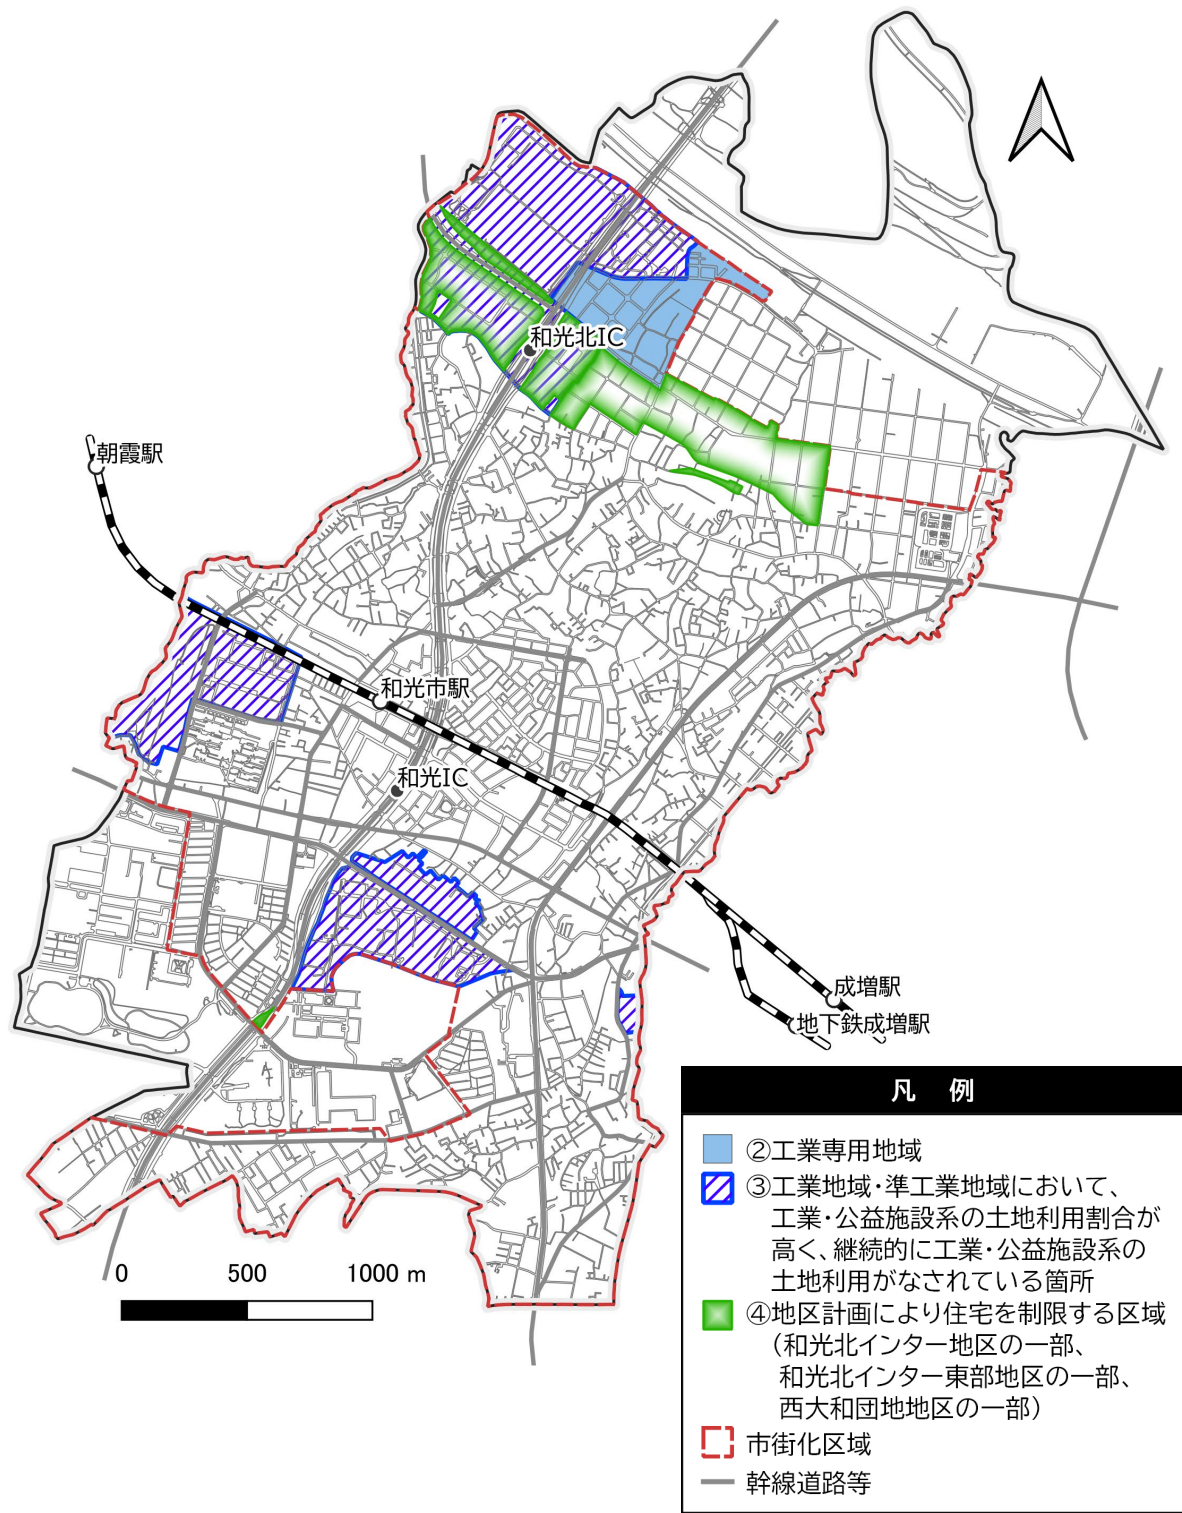 和光北IC
朝霞駅
和光市駅
和光IC
成増駅
地下鉄成増駅
0 500 1000 m
凡 例
②工業専用地域
③工業地域・準工業地域において、
工業・公益施設系の土地利用割合が
高く、継続的に工業・公益施設系の
土地利用がなされている箇所
④地区計画により住宅を制限する区域
（和光北インター地区の一部、
和光北インター東部地区の一部、
西大和団地地区の一部）
市街化区域
幹線道路等